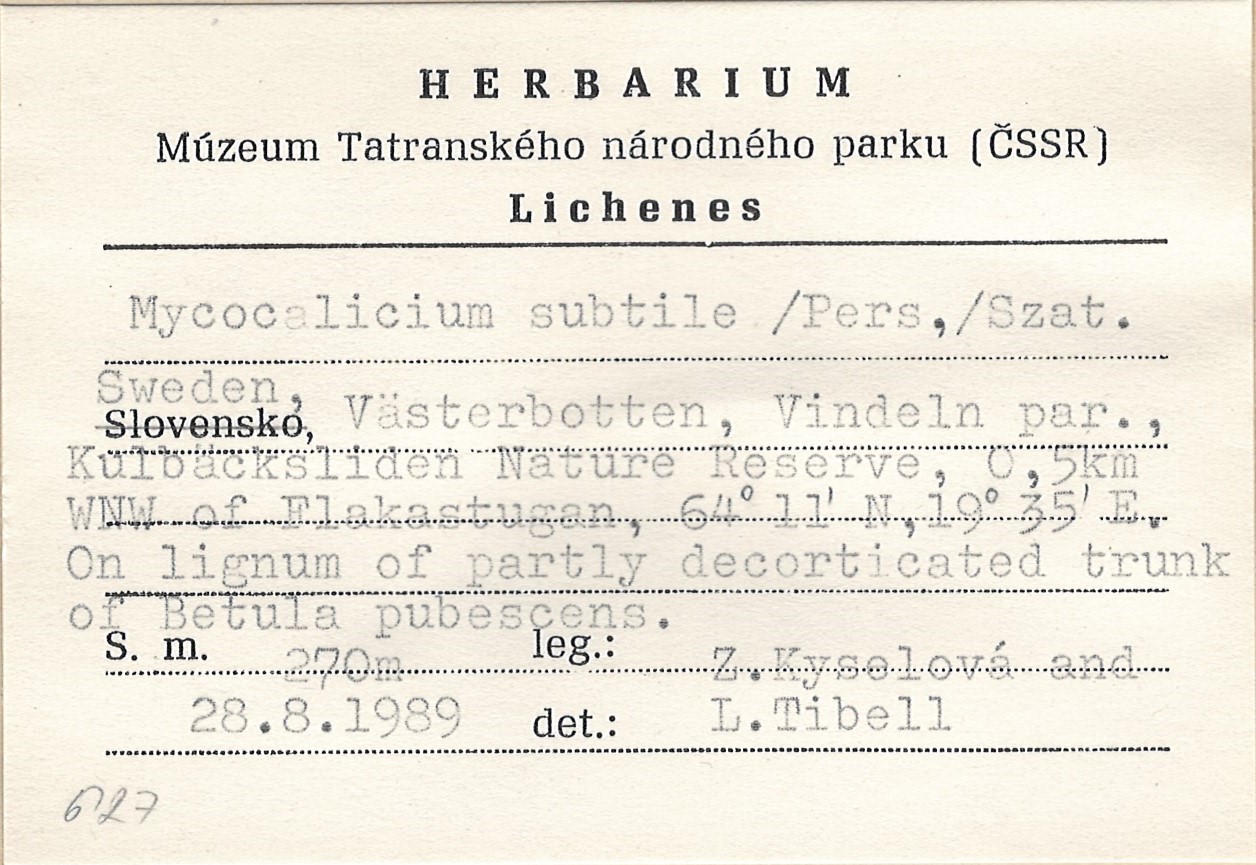 HERBARIUM
Múzeum Tatranského národného parku (ČSSR)
Lichenes
Mycocalicium subtile /Pers,/Szat.
Sweden,
Slovensko, Västerbotten, Vindeln par.,
Kulbäcksliden Nature Reserve, 0,5km
WNW of Flakastugan, 64° 11' N,19° 35' E.
On lignum of partly decorticated trunk
of Betula pubescens.
S. m. 270m leg.: Z.Kyselová and
28.8.1989 det.: L.Tibell
627